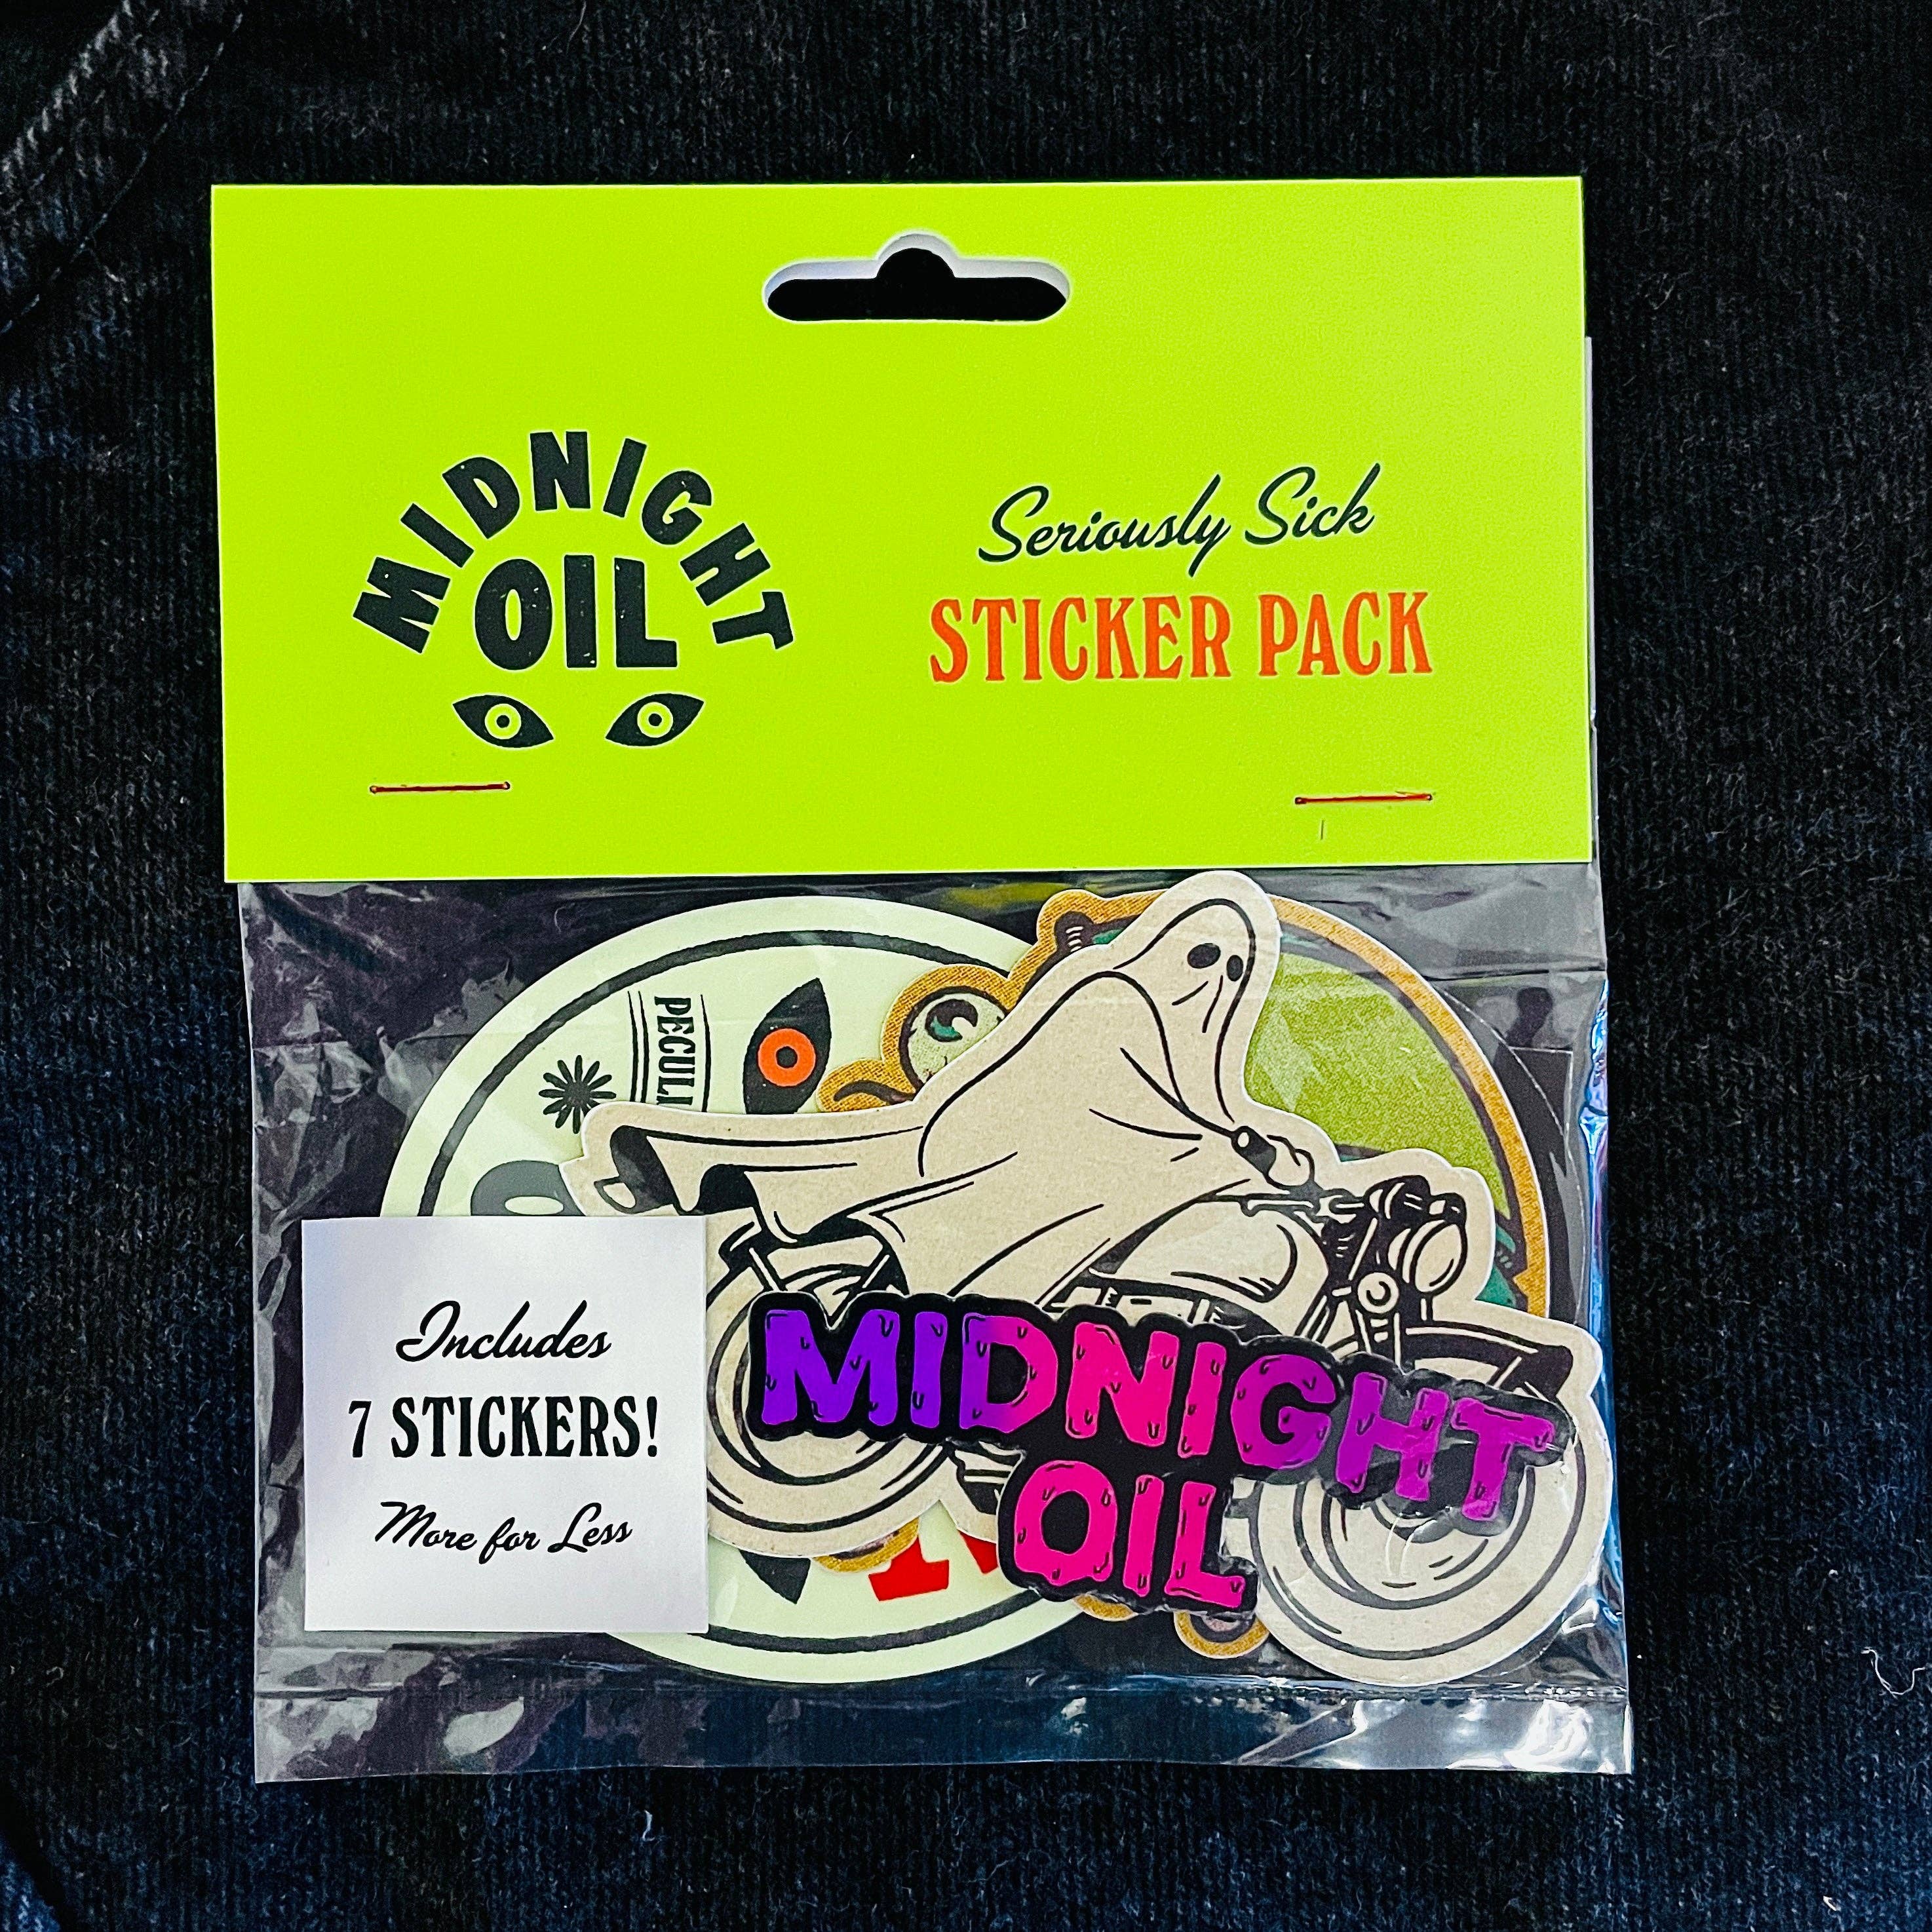 MIDNIGHT
OIL
Seriously Sick
STICKER PACK
Includes
7 STICKERS!
More for Less
MIDNIGHT
OIL